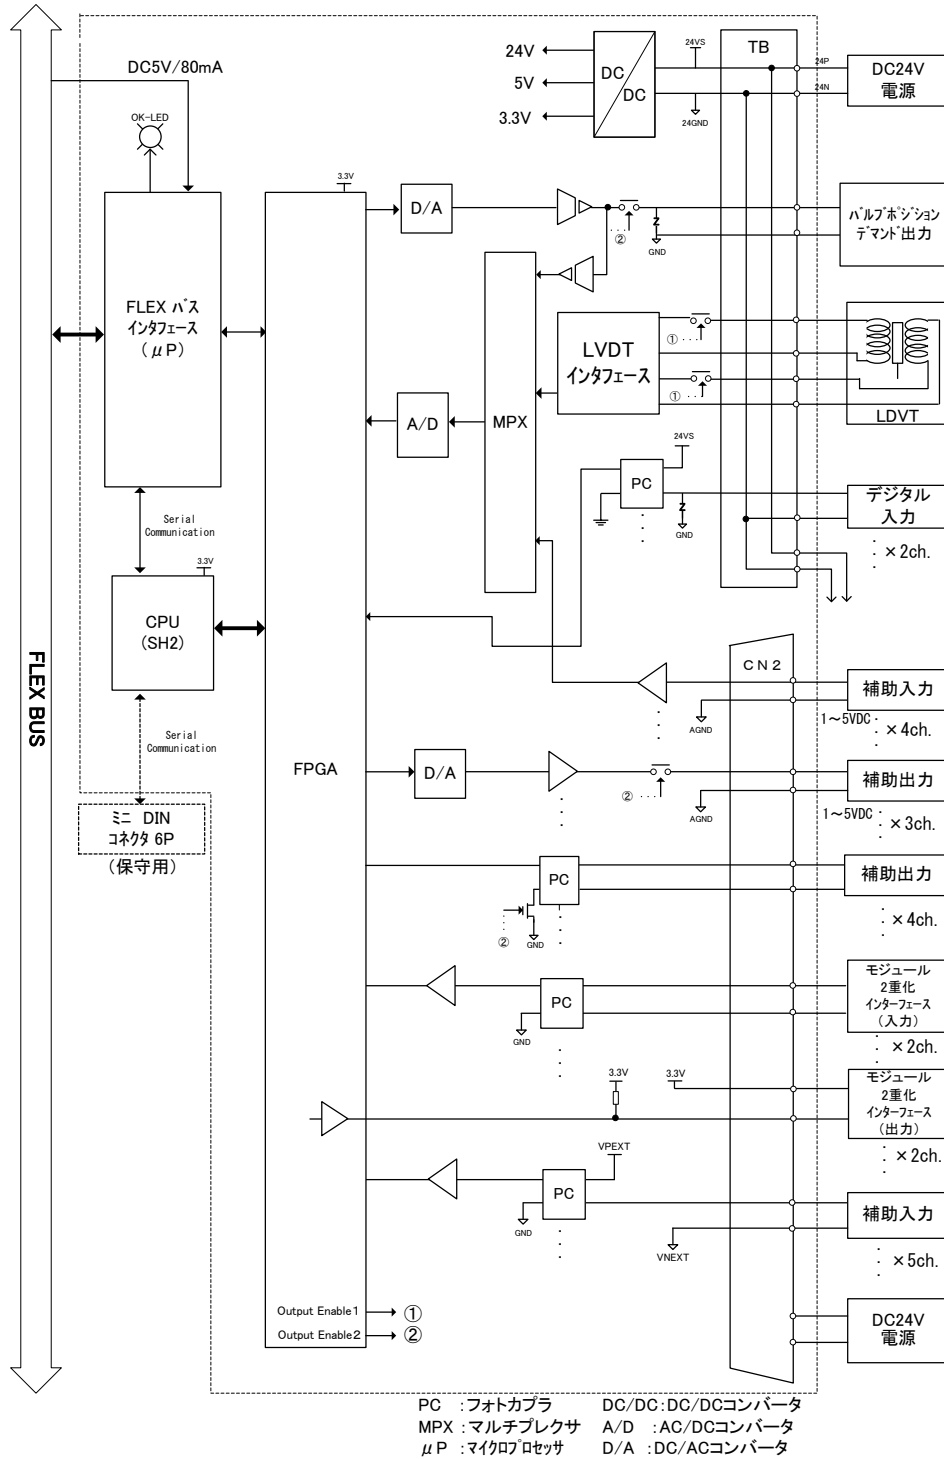 DC5V/80mA
OK-LED
24V
5V
3.3V
DC
DC
24VS
24GND
TB
24P
24N
DC24V
電源
3.3V
D/A
②
GND
バルブポジション
デマンド出力
FLEX バス
インタフェース
(μP)
LVDT
インタフェース
①
①
LDVT
MPX
A/D
24VS
PC
GND
デジタル
入力
×2ch.
Serial
Communication
3.3V
CPU
(SH2)
FLEX BUS
CN2
補助入力
AGND
1～5VDC
×4ch.
Serial
Communication
FPGA
D/A
②
補助出力
AGND
1～5VDC
×3ch.
ミニ DIN
コネクタ 6P
(保守用)
PC
②
GND
補助出力
×4ch.
PC
GND
モジュール
2重化
インターフェース
(入力)
×2ch.
3.3V
3.3V
モジュール
2重化
インターフェース
(出力)
×2ch.
VPEXT
PC
GND
VNEXT
補助入力
×5ch.
Output Enable1
①
Output Enable2
②
DC24V
電源
PC :フォトカプラ DC/DC:DC/DCコンバータ
MPX :マルチプレクサ A/D :AC/DCコンバータ
μP :マイクロプロセッサ D/A :DC/ACコンバータ